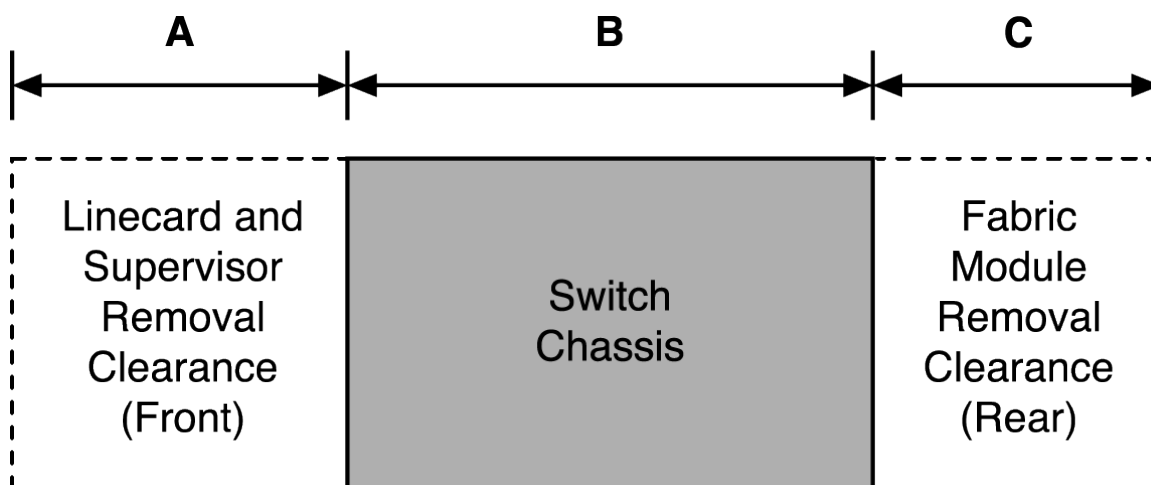 A
B
C
Linecard and
Supervisor
Removal
Clearance
(Front)
Switch
Chassis
Fabric
Module
Removal
Clearance
(Rear)